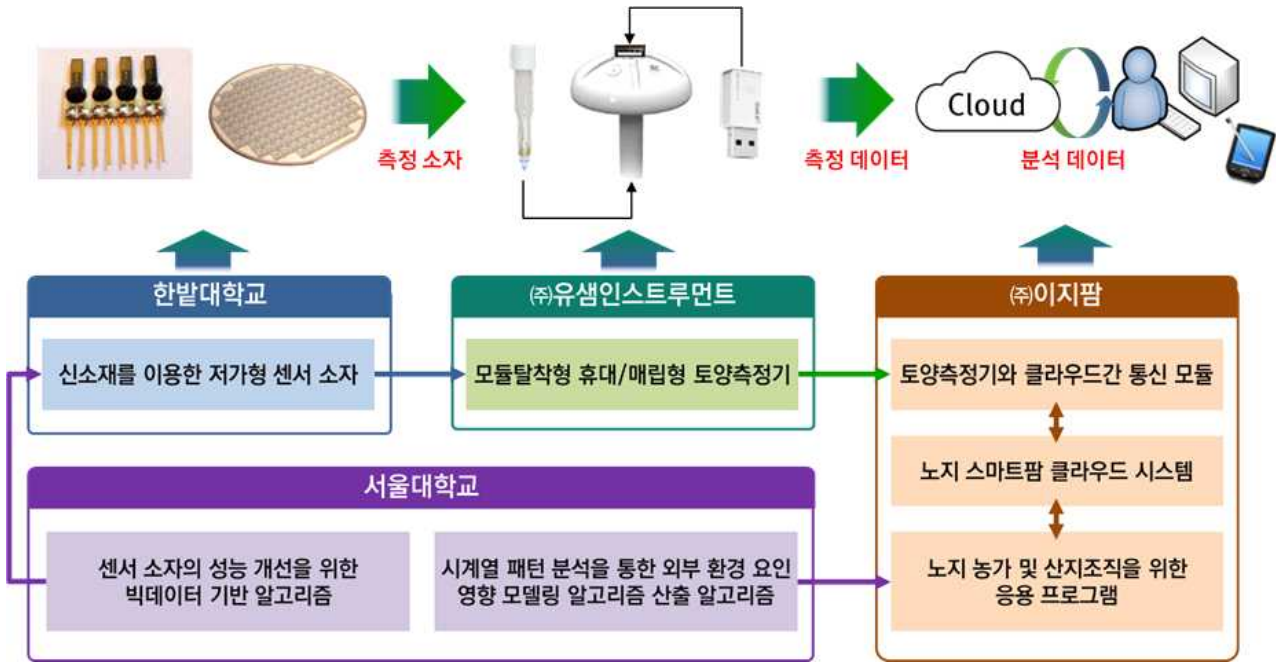 Cloud
측정 소자
측정 데이터
분석 데이터
한밭대학교
신소재를 이용한 저가형 센서 소자
㈜유샘인스트루먼트
모듈탈착형 휴대/매립형 토양측정기
㈜이지팜
토양측정기와 클라우드간 통신 모듈
노지 스마트팜 클라우드 시스템
노지 농가 및 산지조직을 위한
응용 프로그램
서울대학교
센서 소자의 성능 개선을 위한
빅데이터 기반 알고리즘
시계열 패턴 분석을 통한 외부 환경 요인
영향 모델링 알고리즘 산출 알고리즘